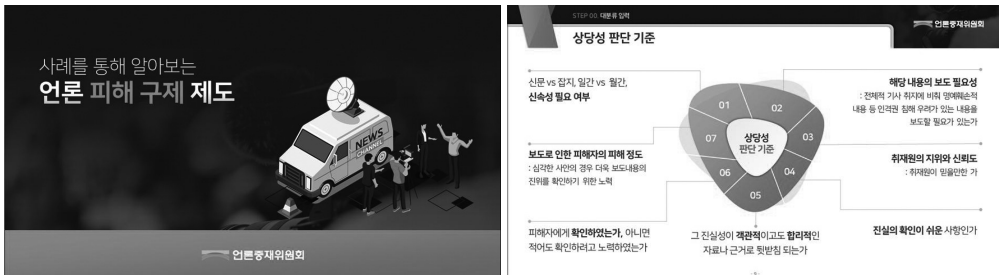 사례를 통해 알아보는
언론 피해 구제 제도
NEWS
CHANNEL
언론중재위원회
STEP 00. 대분류 입력
언론중재위원회
상당성 판단 기준
신문 vs 잡지, 일간 vs 월간,
신속성 필요 여부
해당 내용의 보도 필요성
: 전체적 기사 취지에 비춰 명예훼손적
내용 등 인격권 침해 우려가 있는 내용을
보도할 필요가 있는가
01
02
03
04
05
06
07
상당성
판단 기준
취재원의 지위와 신뢰도
: 취재원이 믿을만한 가
진실의 확인이 쉬운 사항인가
그 진실성이 객관적이고도 합리적인
자료나 근거로 뒷받침 되는가
피해자에게 확인하였는가, 아니면
적어도 확인하려고 노력하였는가
보도로 인한 피해자의 피해 정도
: 심각한 사안의 경우 더욱 보도내용의
진위를 확인하기 위한 노력